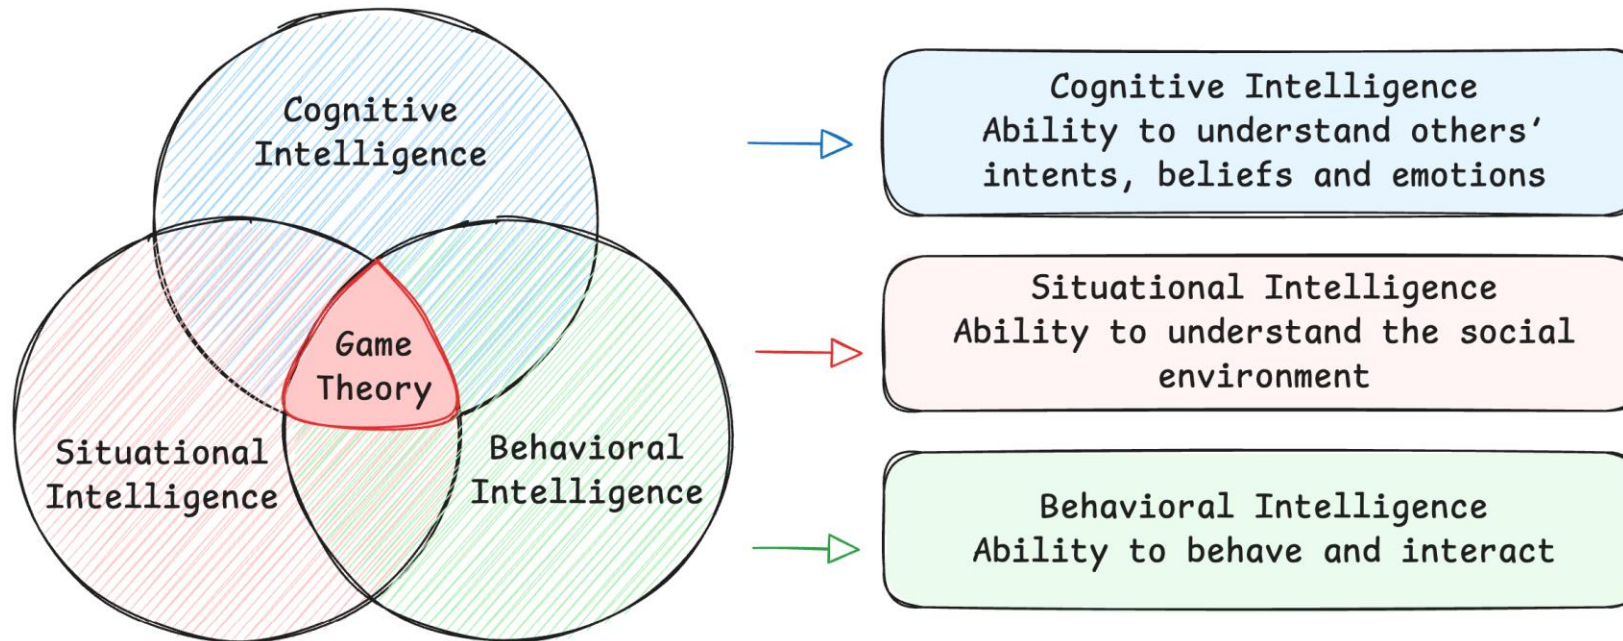 Cognitive
Intelligence
Game
Theory
Situational
Intelligence
Behavioral
Intelligence
Cognitive Intelligence
Ability to understand others’
intents, beliefs and emotions
Situational Intelligence
Ability to understand the social
environment
Behavioral Intelligence
Ability to behave and interact